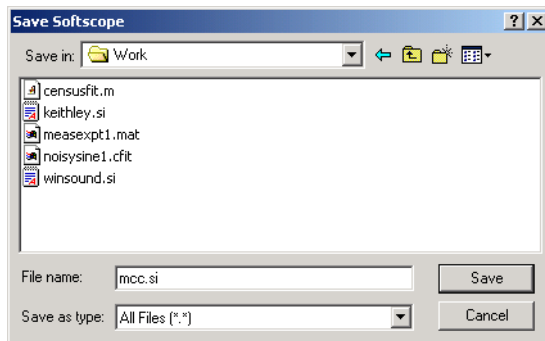 Save Softscope
Save in: Work
censusfit.m
keithley.si
measexpt1.mat
noisysine1.cfit
winsound.si
File name: mcc.si Save
Save as type: All Files (*.*) Cancel